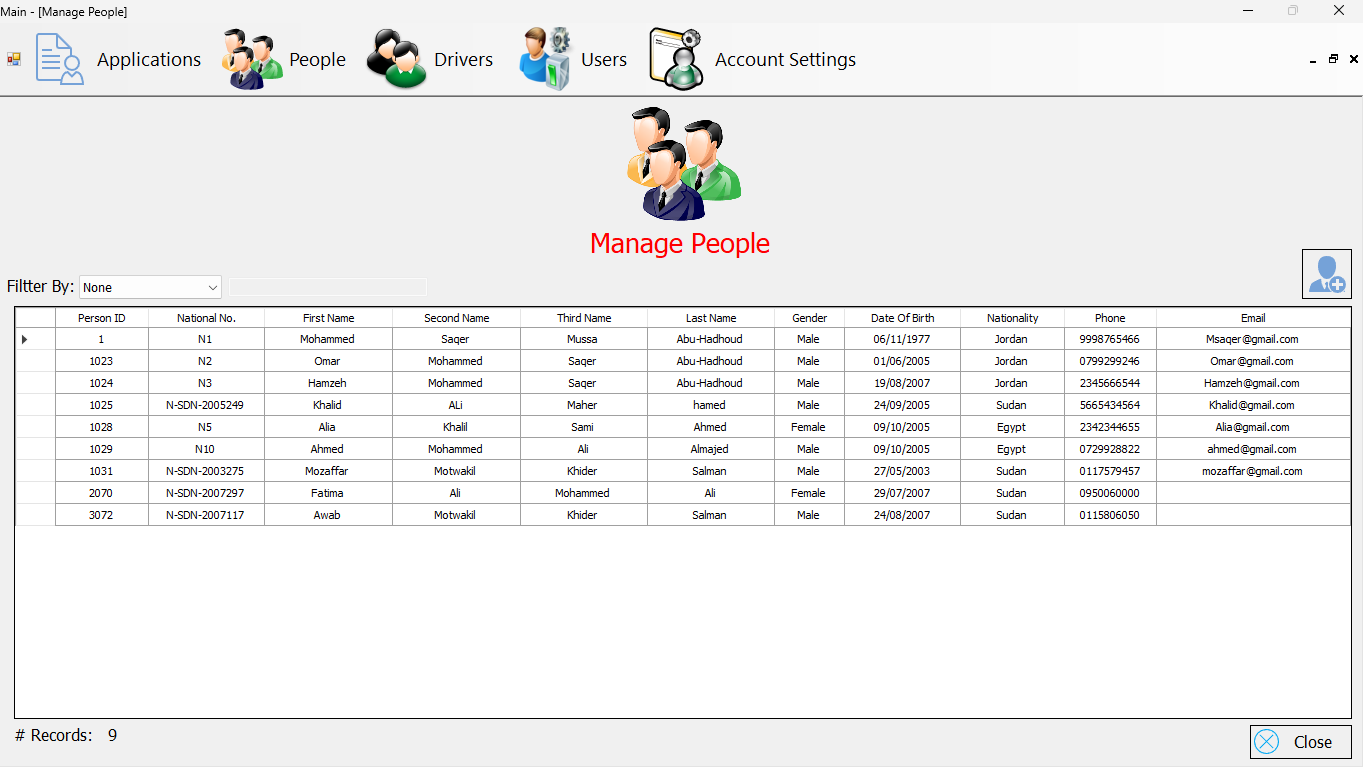 Main - [Manage People]
Applications People Drivers Users Account Settings
Manage People
Filtter By: None
Person ID National No. First Name Second Name Third Name Last Name Gender Date Of Birth Nationality Phone Email
1 N1 Mohammed Saqer Mussa Abu-Hadhoud Male 06/11/1977 Jordan 9998765466 Msaqer@gmail.com
1023 N2 Omar Mohammed Saqer Abu-Hadhoud Male 01/06/2005 Jordan 0799299246 Omar@gmail.com
1024 N3 Hamzeh Mohammed Saqer Abu-Hadhoud Male 19/08/2007 Jordan 2345666544 Hamzeh@gmail.com
1025 N-SDN-2005249 Khalid ALi Maher hamed Male 24/09/2005 Sudan 5665434564 Khalid@gmail.com
1028 N5 Alia Khalil Sami Ahmed Female 09/10/2005 Egypt 2342344655 Alia@gmail.com
1029 N10 Ahmed Mohammed Ali Almajed Male 09/10/2005 Egypt 0729928822 ahmed@gmail.com
1031 N-SDN-2003275 Mozaffar Motwakil Khider Salman Male 27/05/2003 Sudan 0117579457 mozaffar@gmail.com
2070 N-SDN-2007297 Fatima Ali Mohammed Ali Female 29/07/2007 Sudan 0950060000
3072 N-SDN-2007117 Awab Motwakil Khider Salman Male 24/08/2007 Sudan 0115806050
# Records: 9
Close